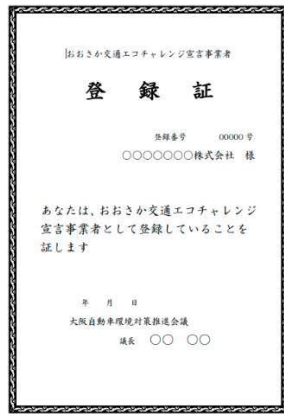 おおさか交通エコチャレンジ宣言事業者
登 録 証
登録番号 00000 号
○○○○○○○株式会社 様
あなたは、おおさか交通エコチャレンジ
宣言事業者として登録していることを
証します
年 月 日
大阪自動車環境対策推進会議
議長 ○○ ○○